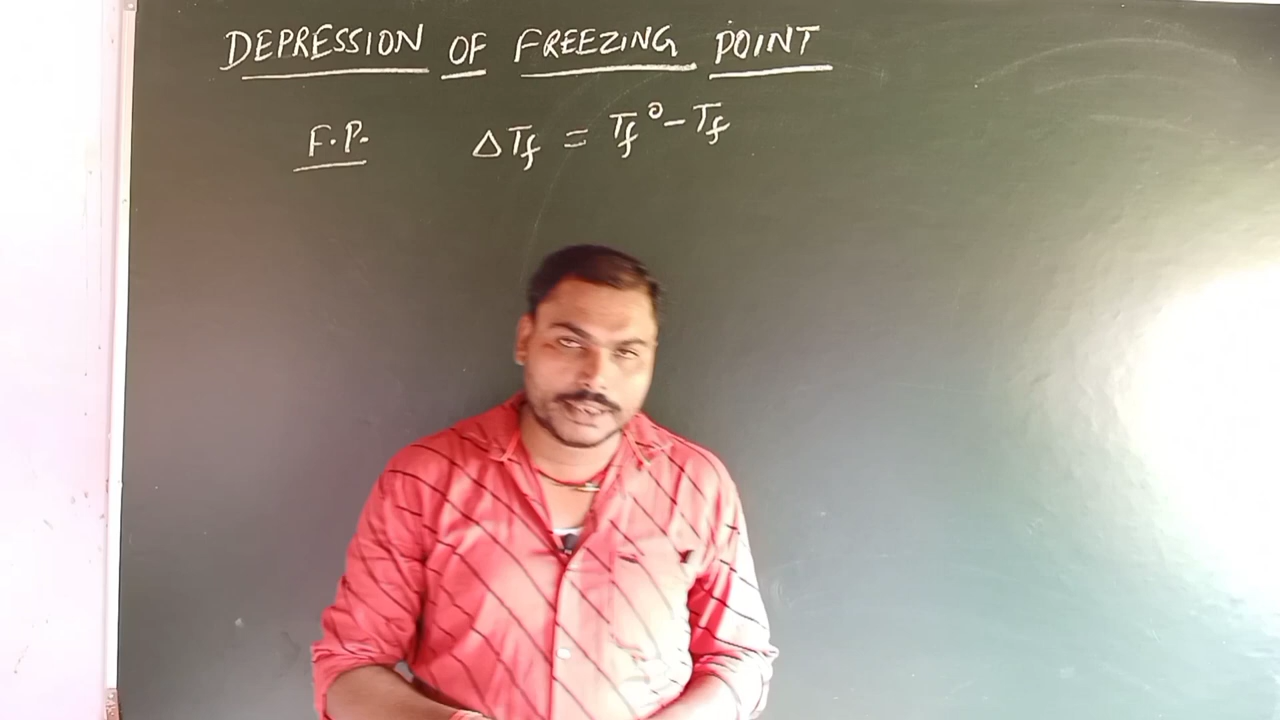 DEPRESSION OF FREEZING POINT
F.P. ΔTf = Tf° - Tf